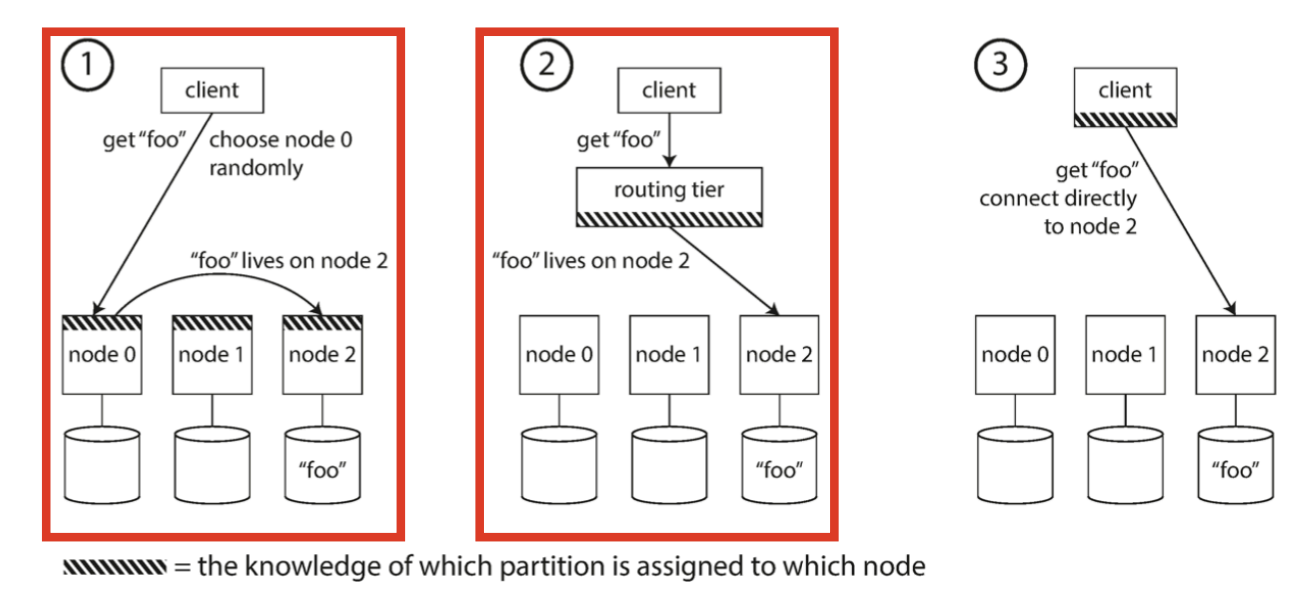 1
client
get “foo”
choose node 0
randomly
“foo” lives on node 2
node 0
node 1
node 2
“foo”
2
client
get “foo”
routing tier
“foo” lives on node 2
node 0
node 1
node 2
“foo”
3
client
get “foo”
connect directly
to node 2
node 0
node 1
node 2
“foo”
= the knowledge of which partition is assigned to which node